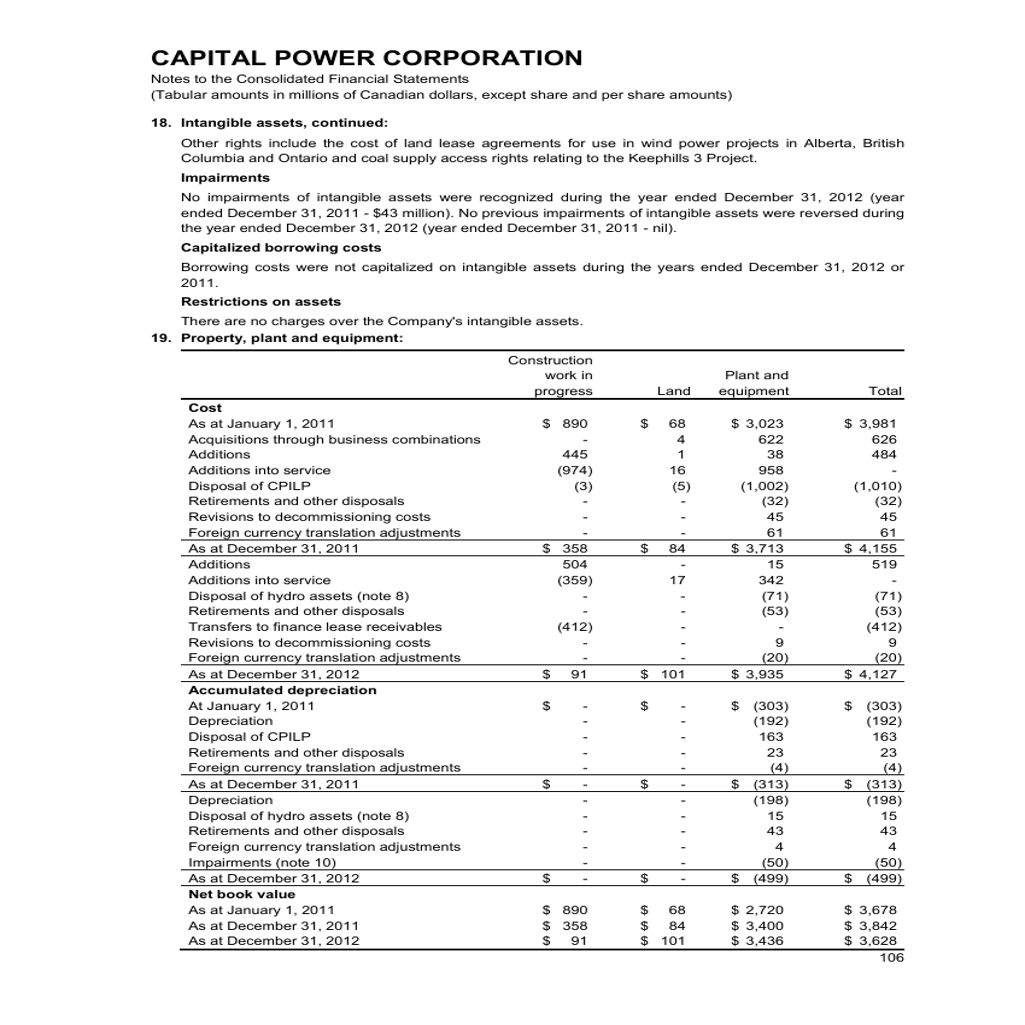 CAPITAL POWER CORPORATION
Notes to the Consolidated Financial Statements
(Tabular amounts in millions of Canadian dollars, except share and per share amounts)
18. Intangible assets, continued:
Other rights include the cost of land lease agreements for use in wind power projects in Alberta, British
Columbia and Ontario and coal supply access rights relating to the Keephills 3 Project.
Impairments
No impairments of intangible assets were recognized during the year ended December 31, 2012 (year
ended December 31, 2011 - $43 million). No previous impairments of intangible assets were reversed during
the year ended December 31, 2012 (year ended December 31, 2011 - nil).
Capitalized borrowing costs
Borrowing costs were not capitalized on intangible assets during the years ended December 31, 2012 or
2011.
Restrictions on assets
There are no charges over the Company's intangible assets.
19. Property, plant and equipment:
Construction
work in Plant and
progress Land equipment Total
Cost
As at January 1, 2011 $ 890 $ 68 $ 3,023 $ 3,981
Acquisitions through business combinations - 4 622 626
Additions 445 1 38 484
Additions into service (974) 16 958 -
Disposal of CPILP (3) (5) (1,002) (1,010)
Retirements and other disposals - - (32) (32)
Revisions to decommissioning costs - - 45 45
Foreign currency translation adjustments - - 61 61
As at December 31, 2011 $ 358 $ 84 $ 3,713 $ 4,155
Additions 504 - 15 519
Additions into service (359) 17 342 -
Disposal of hydro assets (note 8) - - (71) (71)
Retirements and other disposals - - (53) (53)
Transfers to finance lease receivables (412) - - (412)
Revisions to decommissioning costs - - 9 9
Foreign currency translation adjustments - - (20) (20)
As at December 31, 2012 $ 91 $ 101 $ 3,935 $ 4,127
Accumulated depreciation
At January 1, 2011 $ - $ - $ (303) $ (303)
Depreciation - - (192) (192)
Disposal of CPILP - - 163 163
Retirements and other disposals - - 23 23
Foreign currency translation adjustments - - (4) (4)
As at December 31, 2011 $ - $ - $ (313) $ (313)
Depreciation - - (198) (198)
Disposal of hydro assets (note 8) - - 15 15
Retirements and other disposals - - 43 43
Foreign currency translation adjustments - - 4 4
Impairments (note 10) - - (50) (50)
As at December 31, 2012 $ - $ - $ (499) $ (499)
Net book value
As at January 1, 2011 $ 890 $ 68 $ 2,720 $ 3,678
As at December 31, 2011 $ 358 $ 84 $ 3,400 $ 3,842
As at December 31, 2012 $ 91 $ 101 $ 3,436 $ 3,628
106